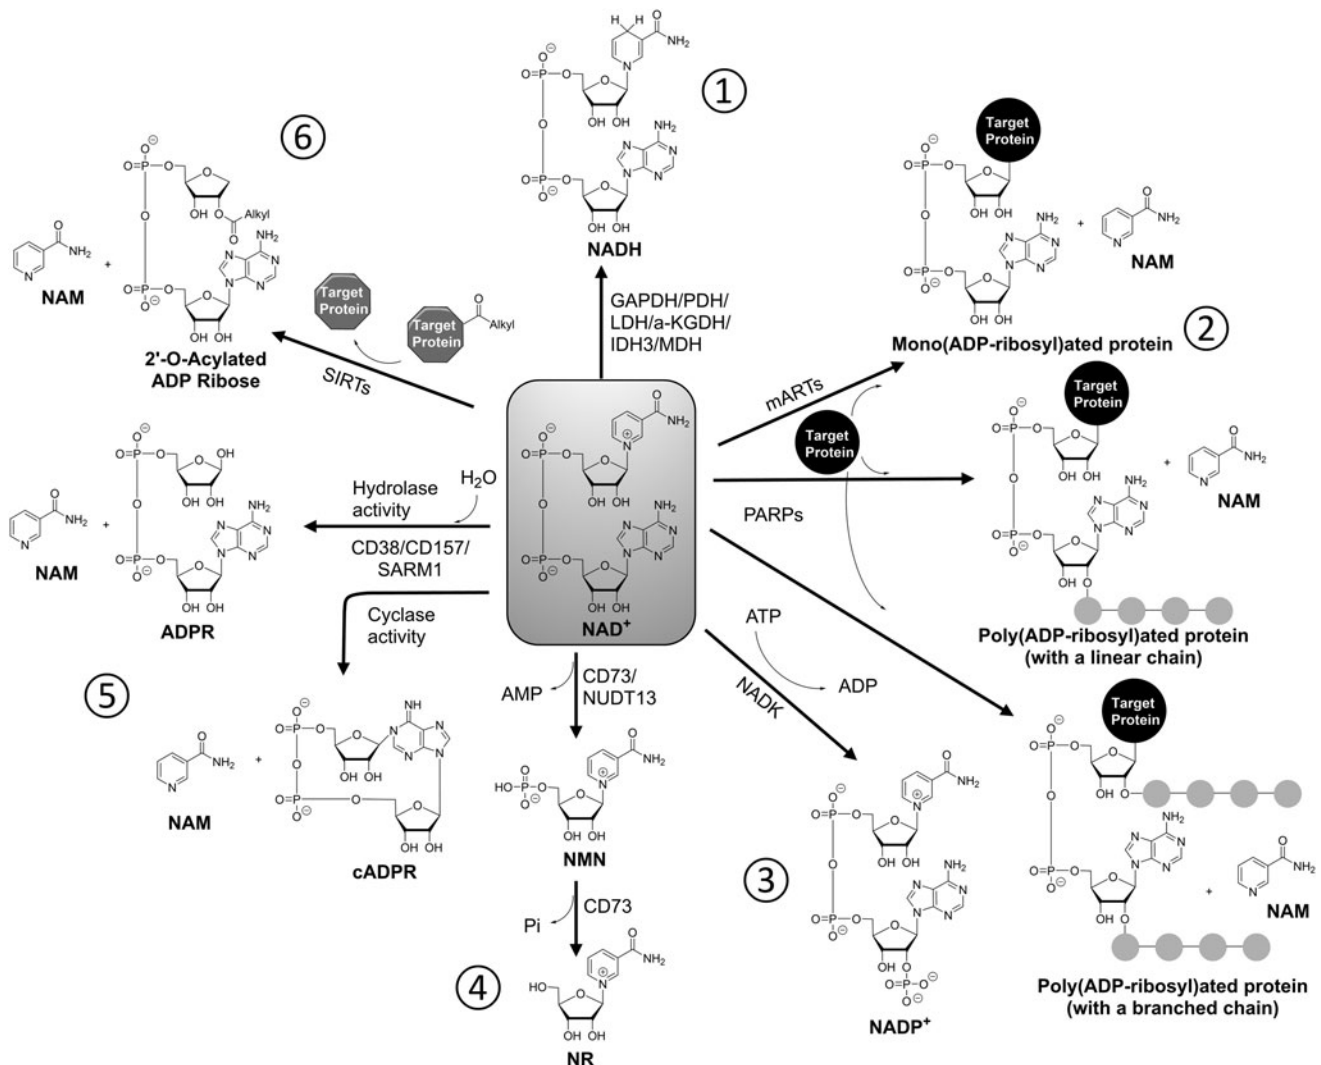 ①
NADH
GAPDH/PDH/
LDH/a-KGDH/
IDH3/MDH
⑥
NAM
+
2'-O-Acylated
ADP Ribose
SIRTs
Target
Protein
Target
Protein
Alkyl
Alkyl
②
Target
Protein
+
NAM
Mono(ADP-ribosyl)ated protein
mARTs
Target
Protein
PARPs
Target
Protein
+
NAM
Poly(ADP-ribosyl)ated protein
(with a linear chain)
Target
Protein
+
NAM
Poly(ADP-ribosyl)ated protein
(with a branched chain)
NAD⁺
Hydrolase
activity
H₂O
CD38/CD157/
SARM1
Cyclase
activity
NAM
+
ADPR
⑤
NAM
+
cADPR
AMP
CD73/
NUDT13
NMN
Pi
CD73
④
NR
ATP
ADP
NADK
③
NADP⁺